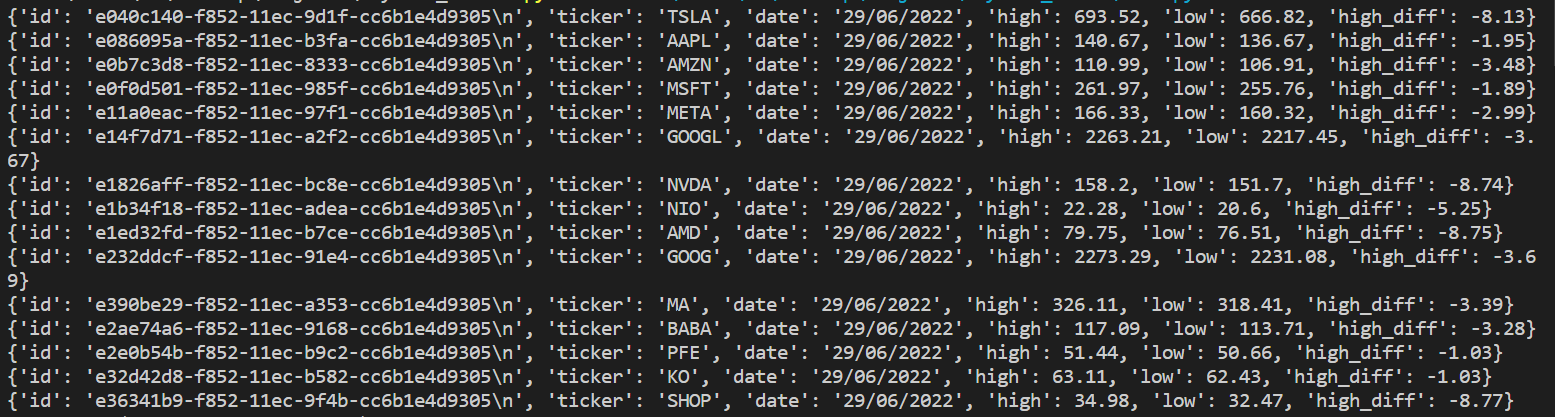 {'id': 'e040c140-f852-11ec-9d1f-cc6b1e4d9305\n', 'ticker': 'TSLA', 'date': '29/06/2022', 'high': 693.52, 'low': 666.82, 'high_diff': -8.13}
{'id': 'e086095a-f852-11ec-b3fa-cc6b1e4d9305\n', 'ticker': 'AAPL', 'date': '29/06/2022', 'high': 140.67, 'low': 136.67, 'high_diff': -1.95}
{'id': 'e0b7c3d8-f852-11ec-8333-cc6b1e4d9305\n', 'ticker': 'AMZN', 'date': '29/06/2022', 'high': 110.99, 'low': 106.91, 'high_diff': -3.48}
{'id': 'e0f0d501-f852-11ec-985f-cc6b1e4d9305\n', 'ticker': 'MSFT', 'date': '29/06/2022', 'high': 261.97, 'low': 255.76, 'high_diff': -1.89}
{'id': 'e11a0eac-f852-11ec-97f1-cc6b1e4d9305\n', 'ticker': 'META', 'date': '29/06/2022', 'high': 166.33, 'low': 160.32, 'high_diff': -2.99}
{'id': 'e14f7d71-f852-11ec-a2f2-cc6b1e4d9305\n', 'ticker': 'GOOGL', 'date': '29/06/2022', 'high': 2263.21, 'low': 2217.45, 'high_diff': -3.
67}
{'id': 'e1826aff-f852-11ec-bc8e-cc6b1e4d9305\n', 'ticker': 'NVDA', 'date': '29/06/2022', 'high': 158.2, 'low': 151.7, 'high_diff': -8.74}
{'id': 'e1b34f18-f852-11ec-adea-cc6b1e4d9305\n', 'ticker': 'NIO', 'date': '29/06/2022', 'high': 22.28, 'low': 20.6, 'high_diff': -5.25}
{'id': 'e1ed32fd-f852-11ec-b7ce-cc6b1e4d9305\n', 'ticker': 'AMD', 'date': '29/06/2022', 'high': 79.75, 'low': 76.51, 'high_diff': -8.75}
{'id': 'e232ddcf-f852-11ec-91e4-cc6b1e4d9305\n', 'ticker': 'GOOG', 'date': '29/06/2022', 'high': 2273.29, 'low': 2231.08, 'high_diff': -3.6
9}
{'id': 'e390be29-f852-11ec-a353-cc6b1e4d9305\n', 'ticker': 'MA', 'date': '29/06/2022', 'high': 326.11, 'low': 318.41, 'high_diff': -3.39}
{'id': 'e2ae74a6-f852-11ec-9168-cc6b1e4d9305\n', 'ticker': 'BABA', 'date': '29/06/2022', 'high': 117.09, 'low': 113.71, 'high_diff': -3.28}
{'id': 'e2e0b54b-f852-11ec-b9c2-cc6b1e4d9305\n', 'ticker': 'PFE', 'date': '29/06/2022', 'high': 51.44, 'low': 50.66, 'high_diff': -1.03}
{'id': 'e32d42d8-f852-11ec-b582-cc6b1e4d9305\n', 'ticker': 'KO', 'date': '29/06/2022', 'high': 63.11, 'low': 62.43, 'high_diff': -1.03}
{'id': 'e36341b9-f852-11ec-9f4b-cc6b1e4d9305\n', 'ticker': 'SHOP', 'date': '29/06/2022', 'high': 34.98, 'low': 32.47, 'high_diff': -8.77}